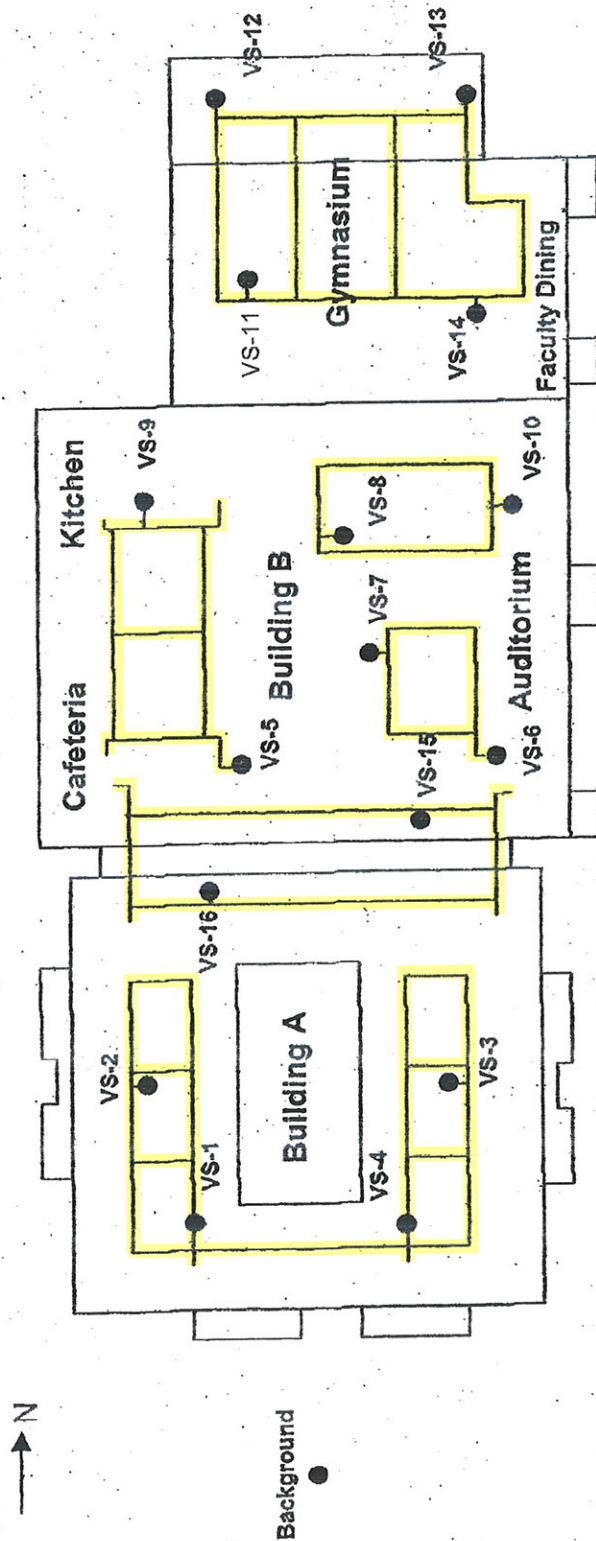 N
Background
Building A
VS-1
VS-2
VS-3
VS-4
VS-16
Cafeteria
Kitchen
Building B
Auditorium
VS-5
VS-6
VS-7
VS-8
VS-9
VS-10
VS-15
Gymnasium
Faculty Dining
VS-11
VS-12
VS-13
VS-14